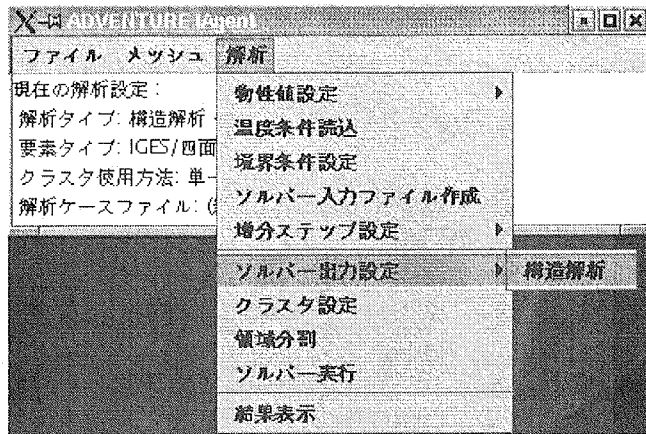 ADVENTURE iAgent
ファイル メッシュ 解析
現在の解析設定:
解析タイプ: 構造解析
要素タイプ: IGES/四面
クラスタ使用方法: 単一
解析ケースファイル:
物性値設定
温度条件読込
境界条件設定
ソルバー入力ファイル作成
増分ステップ設定
ソルバー出力設定
構造解析
クラスタ設定
領域分割
ソルバー実行
結果表示